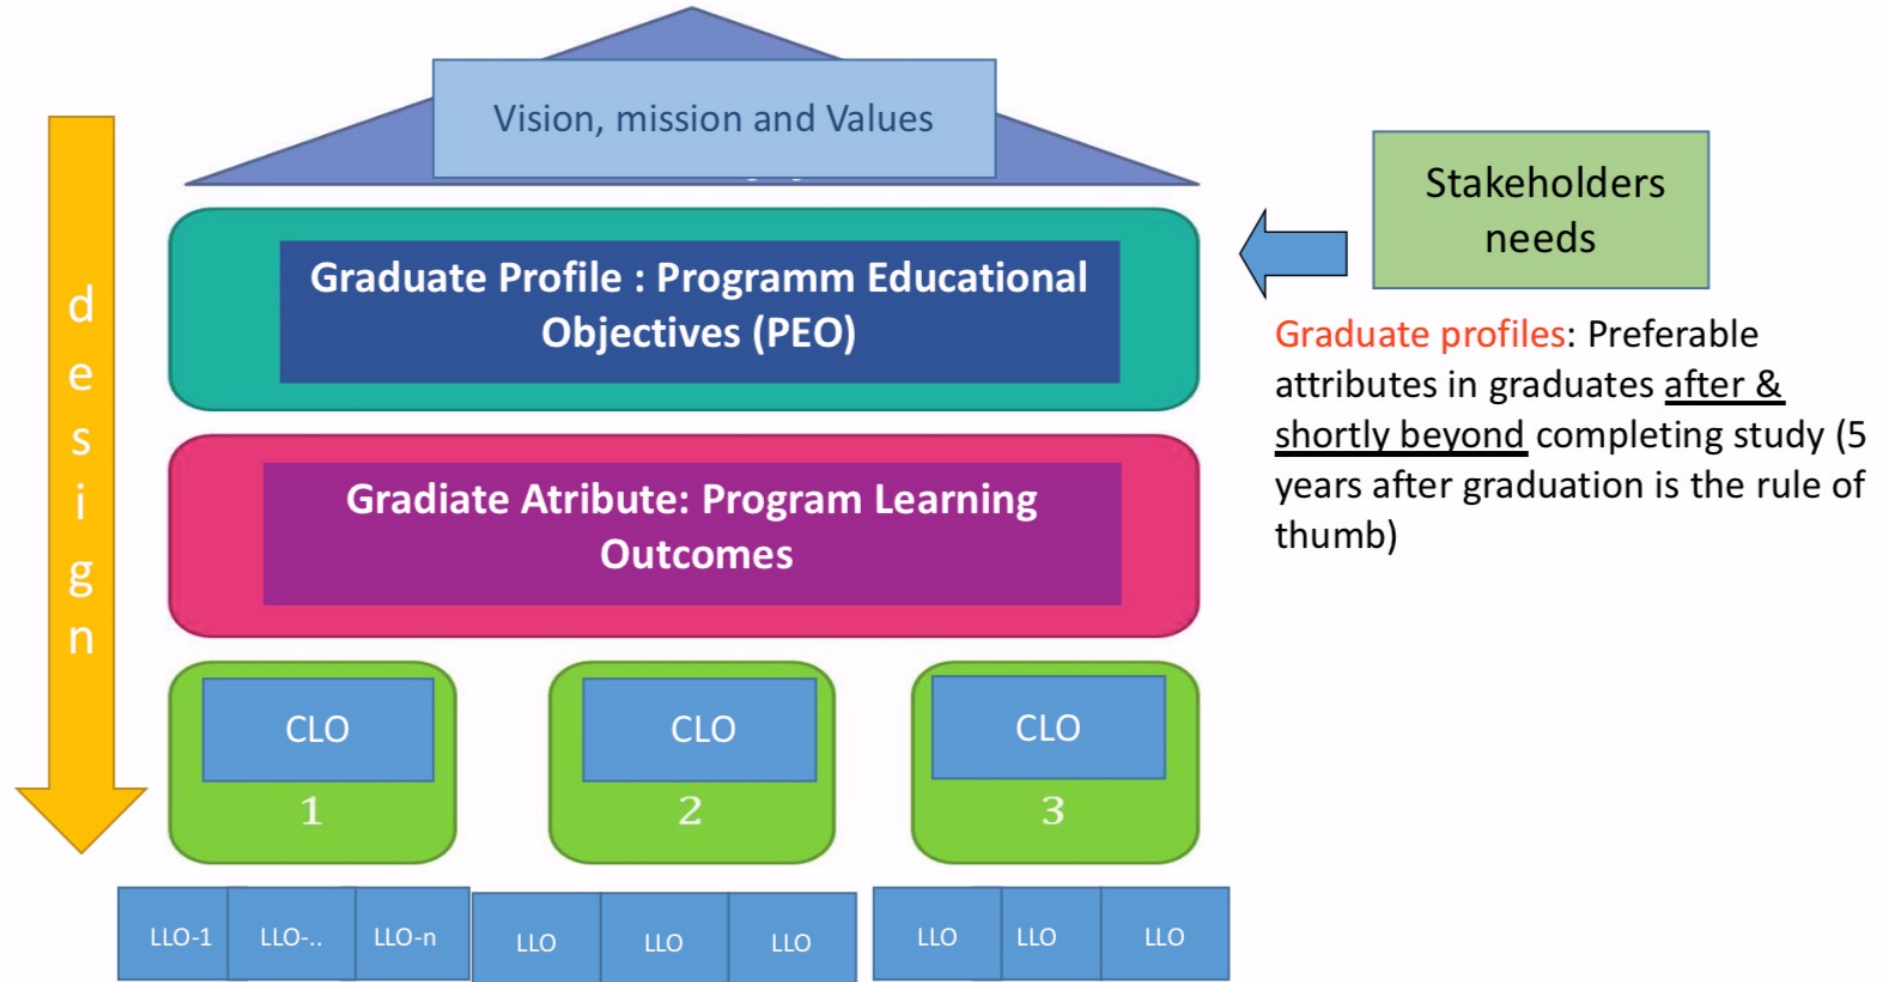 Vision, mission and Values
design
Stakeholders
needs
Graduate Profile : Programm Educational
Objectives (PEO)
Graduate profiles: Preferable
attributes in graduates after &
shortly beyond completing study (5
years after graduation is the rule of
thumb)
Gradiate Atribute: Program Learning
Outcomes
CLO
1
CLO
2
CLO
3
LLO-1 LLO-.. LLO-n LLO LLO LLO LLO LLO LLO